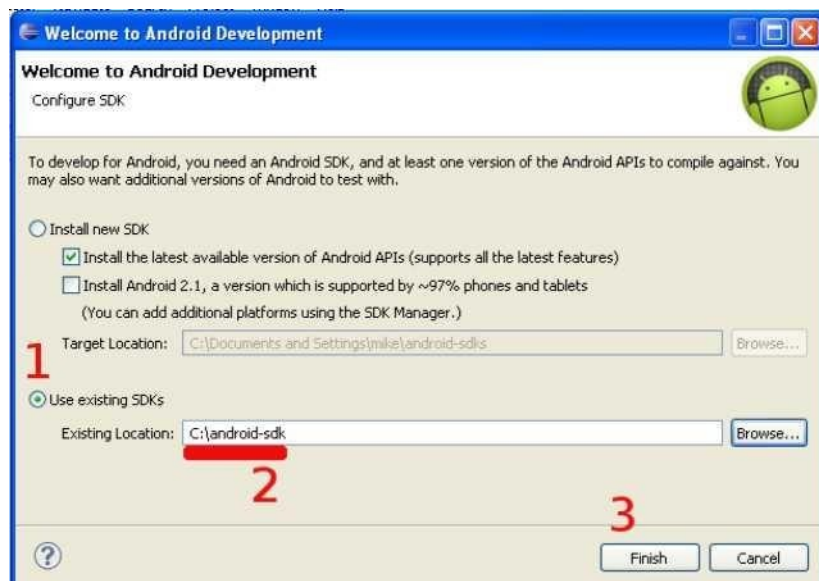 Welcome to Android Development
Welcome to Android Development
Configure SDK
To develop for Android, you need an Android SDK, and at least one version of the Android APIs to compile against. You
may also want additional versions of Android to test with.
Install new SDK
Install the latest available version of Android APIs (supports all the latest features)
Install Android 2.1, a version which is supported by ~97% phones and tablets
(You can add additional platforms using the SDK Manager.)
1
Target Location: C:\Documents and Settings\mike\android-sdks Browse...
Use existing SDKs
Existing Location: C:\android-sdk Browse...
2
3
? Finish Cancel